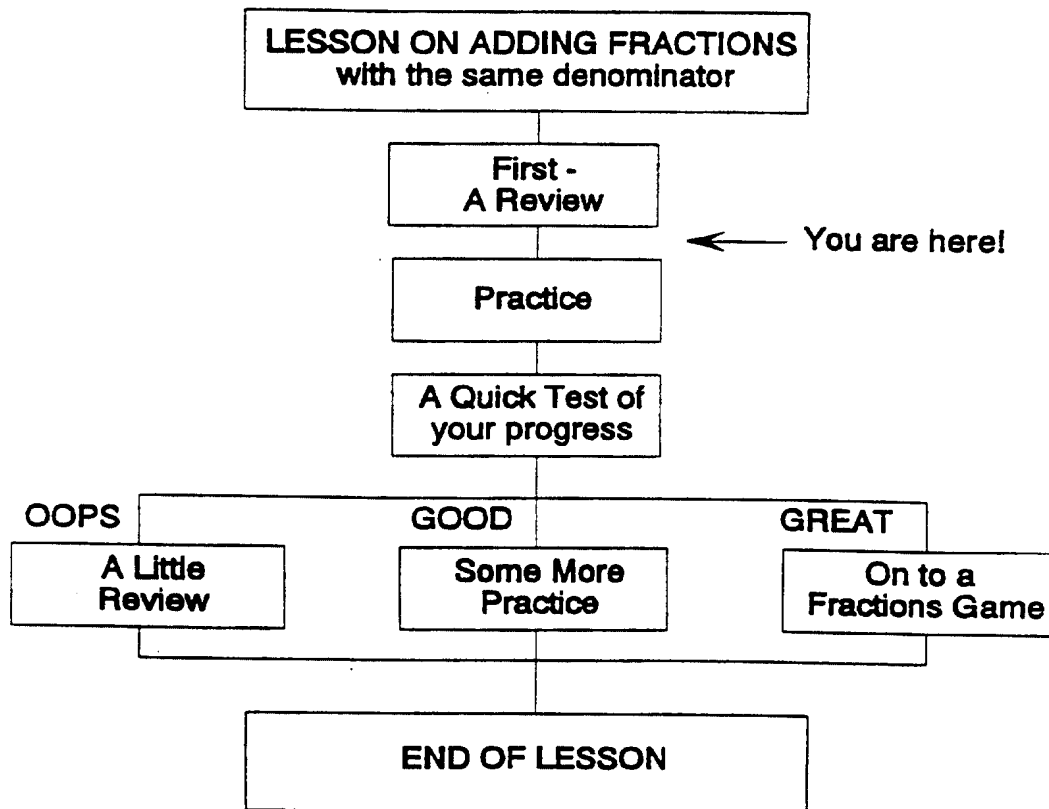 LESSON ON ADDING FRACTIONS
with the same denominator
First -
A Review
You are here!
Practice
A Quick Test of
your progress
OOPS
GOOD
GREAT
A Little
Review
Some More
Practice
On to a
Fractions Game
END OF LESSON